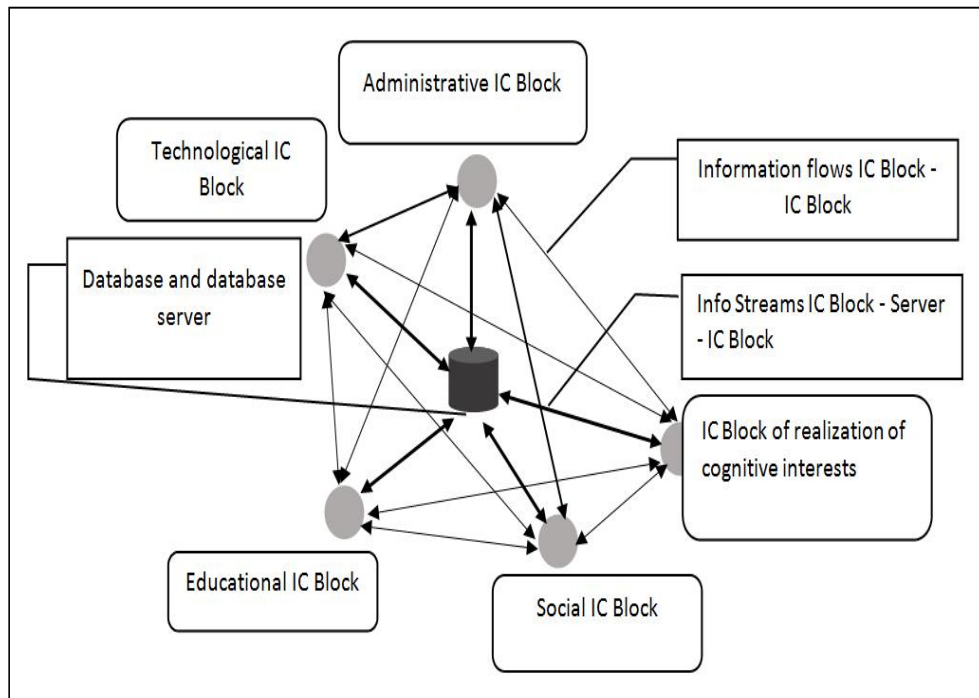 Administrative IC Block
Technological IC
Block
Information flows IC Block -
IC Block
Database and database
server
Info Streams IC Block - Server
- IC Block
IC Block of realization of
cognitive interests
Educational IC Block
Social IC Block